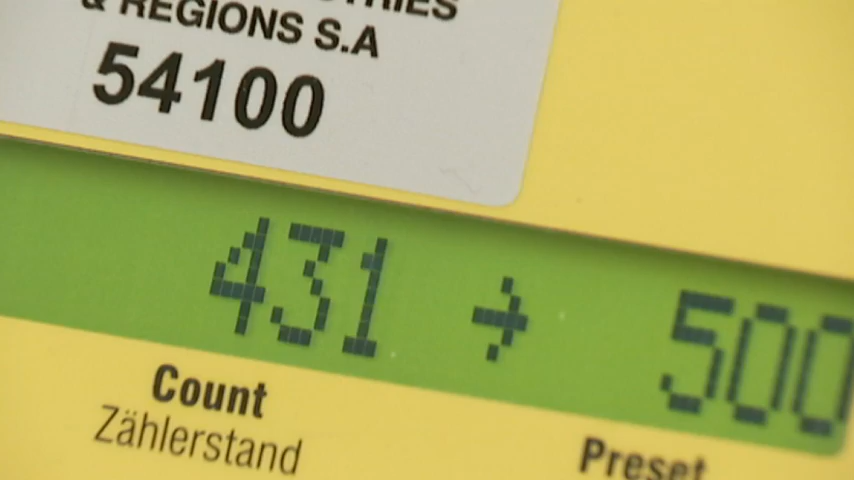 & REGIONS S.A
54100
431 → 500
Count
Zählerstand
Preset